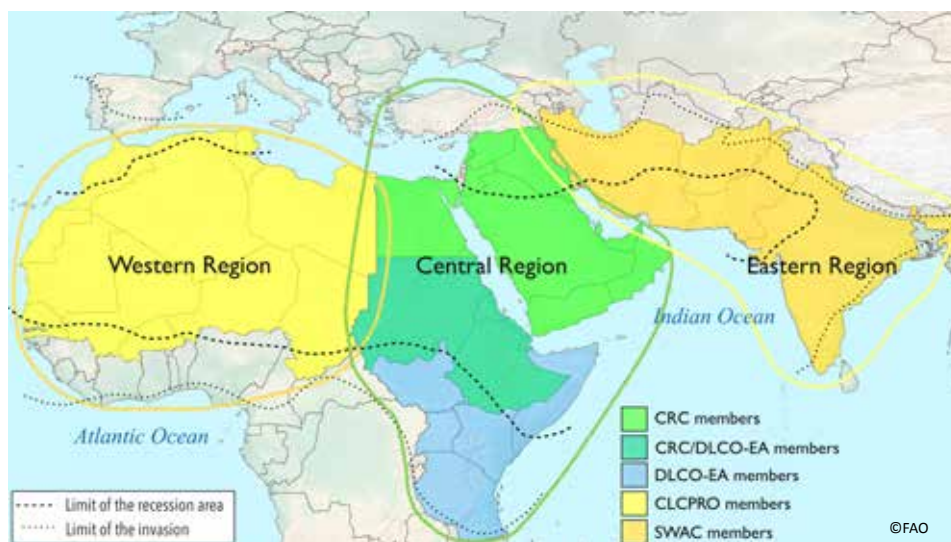 Western Region
Central Region
Eastern Region
Indian Ocean
Atlantic Ocean
CRC members
CRC/DLCO-EA members
DLCO-EA members
CLCPRO members
SWAC members
Limit of the recession area
Limit of the invasion
©FAO